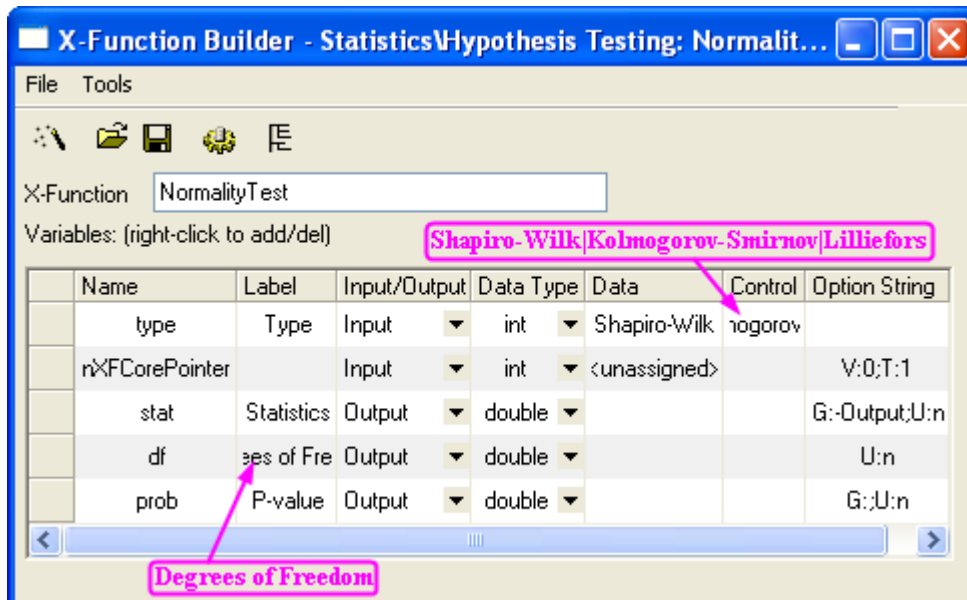 X-Function Builder - Statistics\Hypothesis Testing: Normalit...
File Tools
X-Function NormalityTest
Variables: (right-click to add/del)
Shapiro-Wilk|Kolmogorov-Smirnov|Lilliefors
Name Label Input/Output Data Type Data Control Option String
type Type Input int Shapiro-Wilk nogorov
nXFCorePointer Input int <unassigned> V:0;T:1
stat Statistics Output double G:-Output;U:n
df ees of Fre Output double U:n
prob P-value Output double G:;U:n
Degrees of Freedom